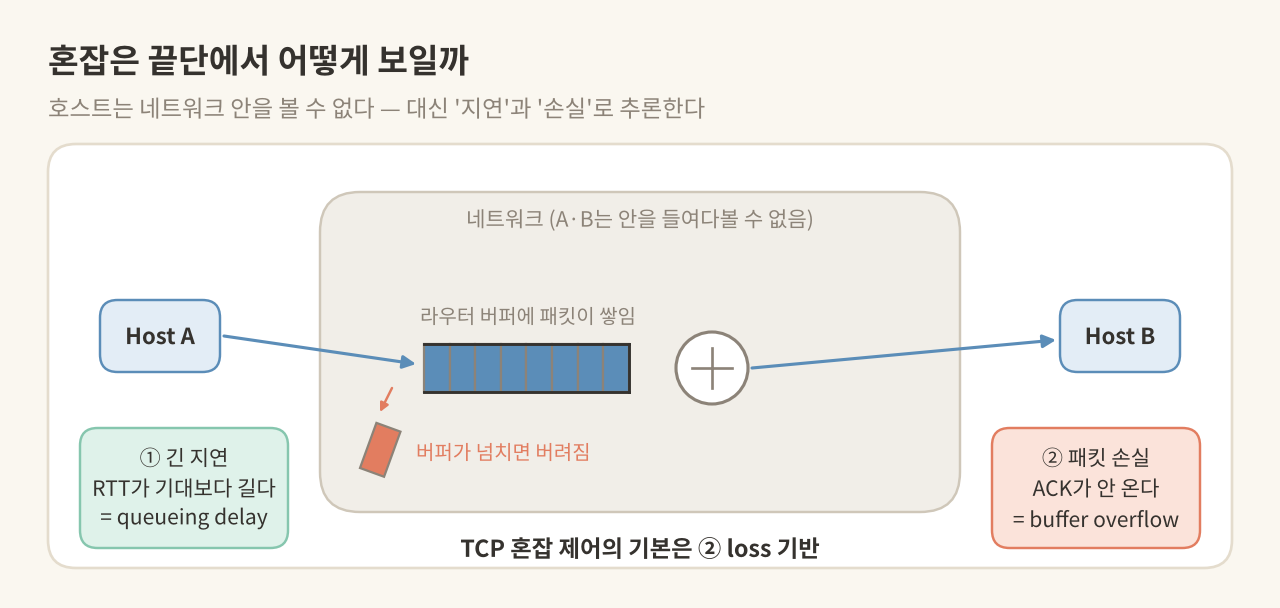 혼잡은 끝단에서 어떻게 보일까
호스트는 네트워크 안을 볼 수 없다 — 대신 '지연'과 '손실'로 추론한다
네트워크 (A·B는 안을 들여다볼 수 없음)
라우터 버퍼에 패킷이 쌓임
Host A
Host B
버퍼가 넘치면 버려짐
① 긴 지연
RTT가 기대보다 길다
= queueing delay
② 패킷 손실
ACK가 안 온다
= buffer overflow
TCP 혼잡 제어의 기본은 ② loss 기반